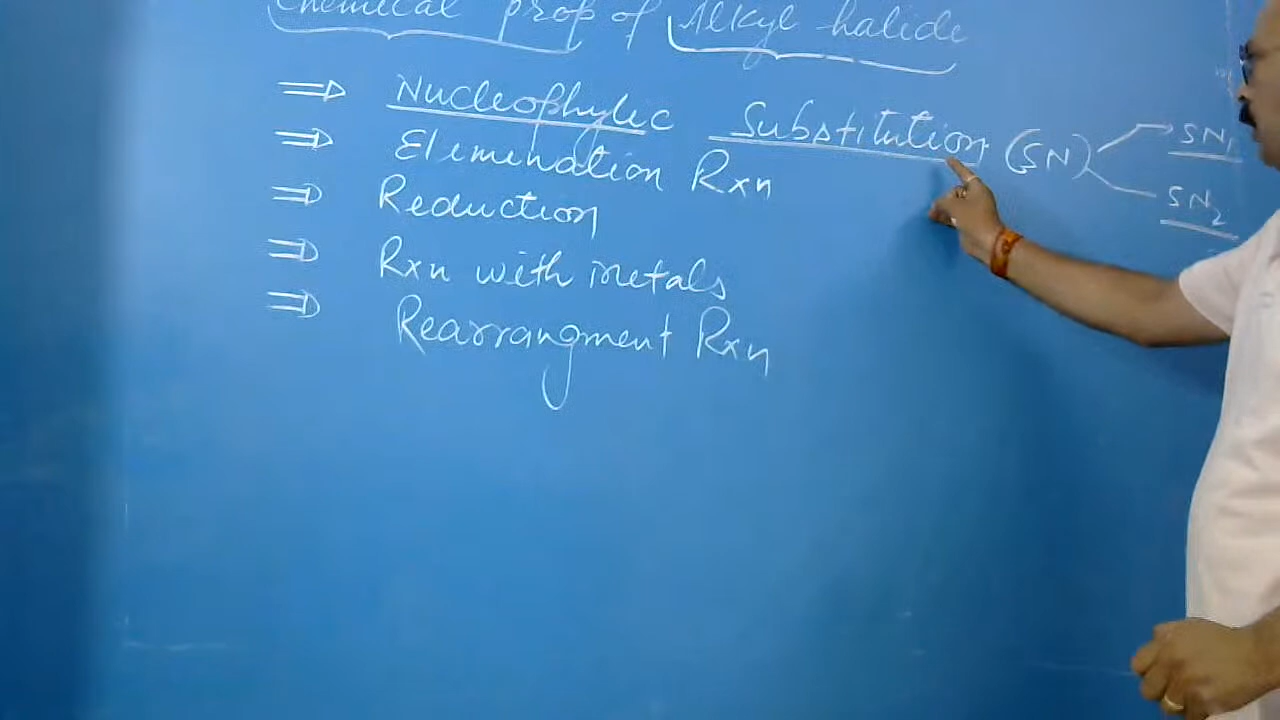 Chemical prop of Alkyl halide
⇒ Nucleophylic Substitution (SN) SN1
SN2
⇒ Elimination Rxn
⇒ Reduction
⇒ Rxn with metals
⇒ Rearrangment Rxn